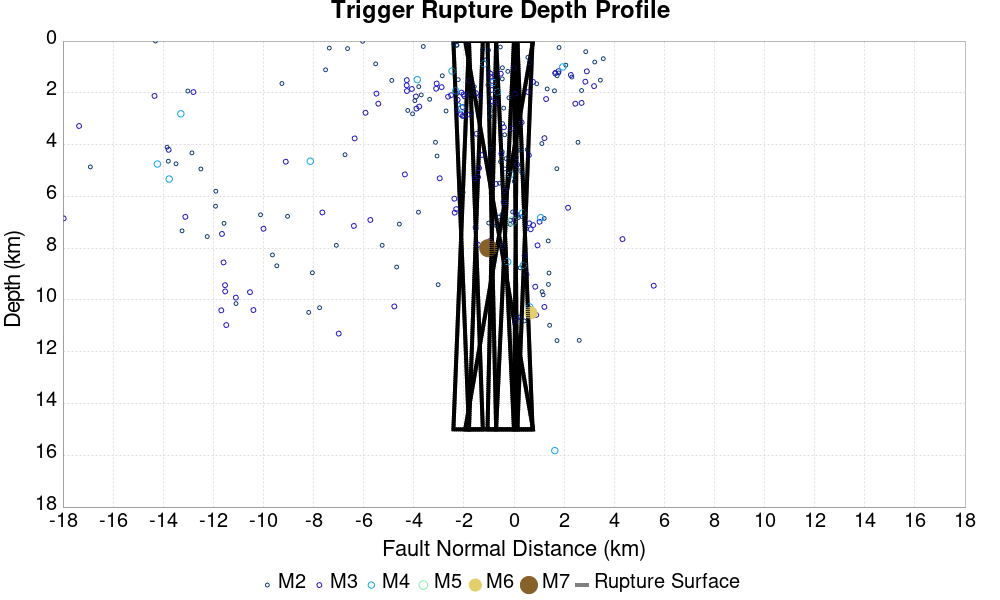 Trigger Rupture Depth Profile
Depth (km)
0
2
4
6
8
10
12
14
16
18
-18 -16 -14 -12 -10 -8 -6 -4 -2 0 2 4 6 8 10 12 14 16 18
Fault Normal Distance (km)
M2 M3 M4 M5 M6 M7 Rupture Surface